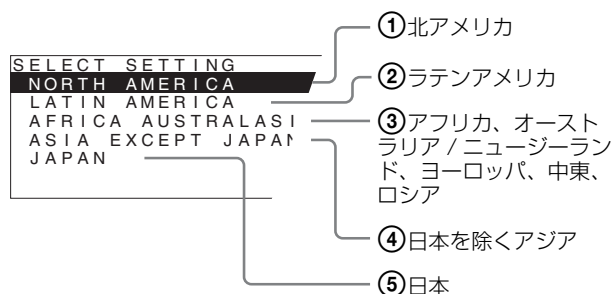 SELECT SETTING
NORTH AMERICA
LATIN AMERICA
AFRICA AUSTRALASI
ASIA EXCEPT JAPAN
JAPAN
①北アメリカ
②ラテンアメリカ
③アフリカ、オースト
ラリア / ニュージーラン
ド、ヨーロッパ、中東、
ロシア
④日本を除くアジア
⑤日本